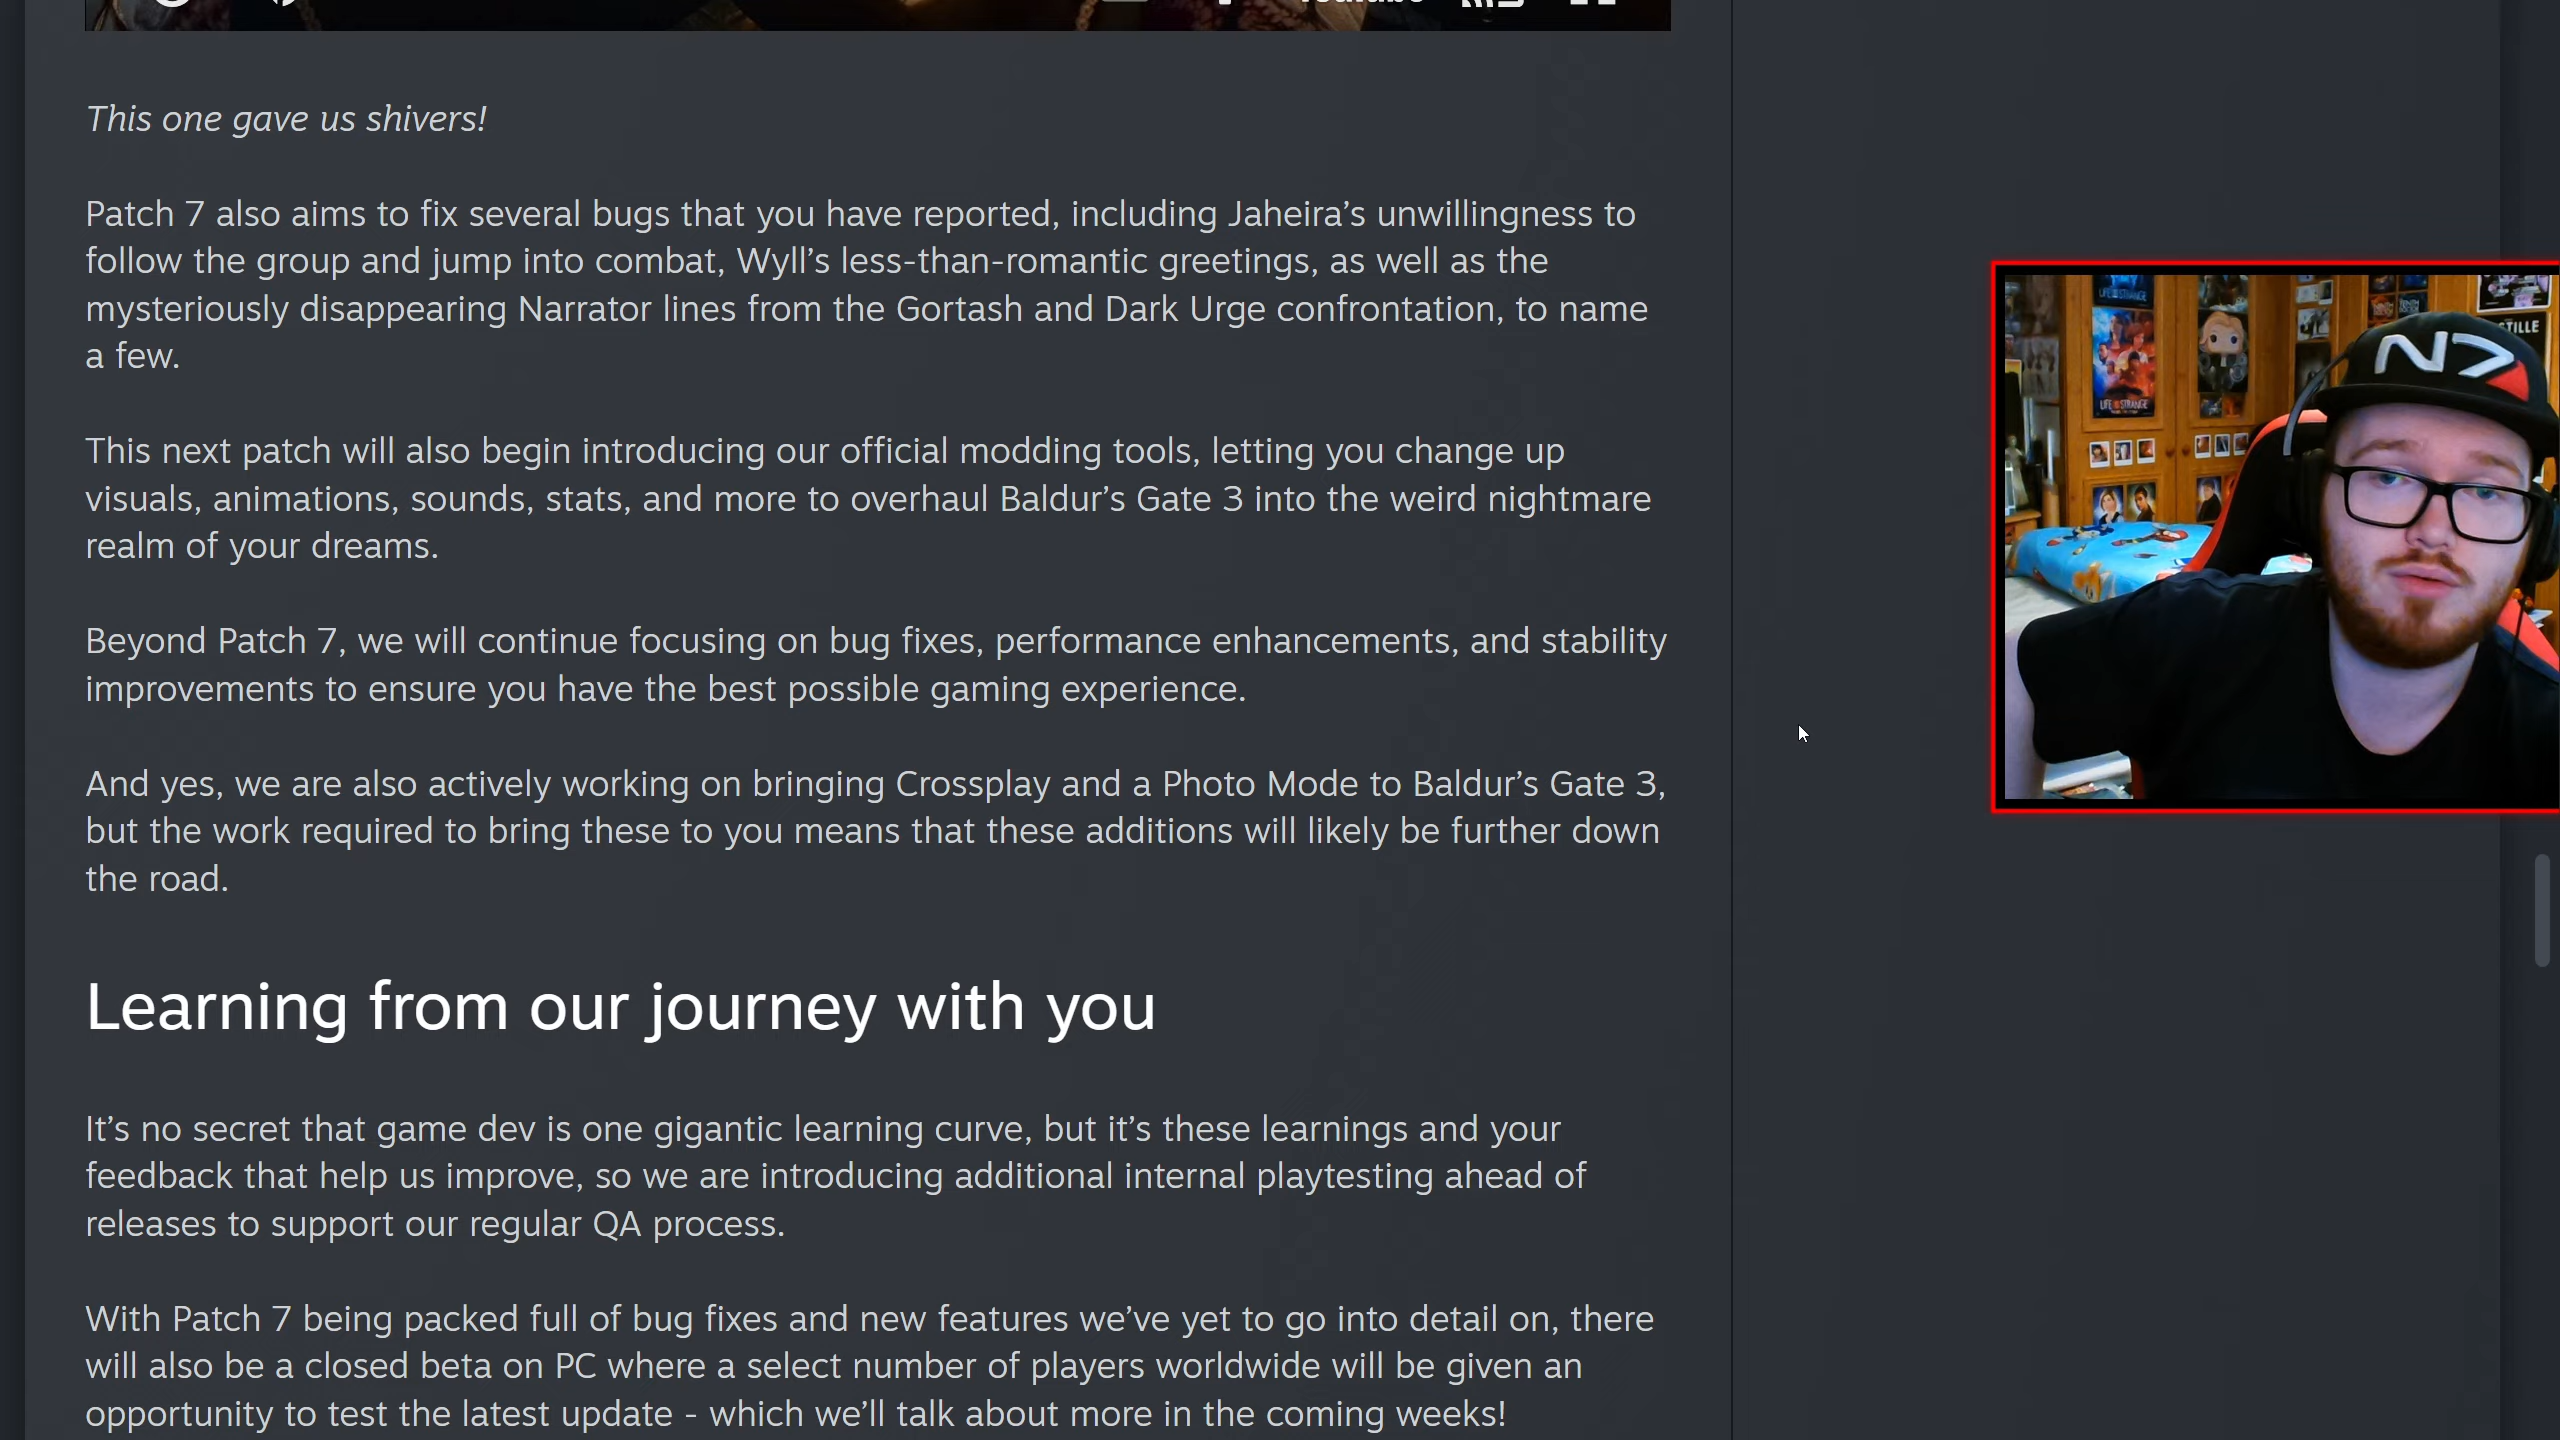 This one gave us shivers!
Patch 7 also aims to fix several bugs that you have reported, including Jaheira’s unwillingness to
follow the group and jump into combat, Wyll’s less-than-romantic greetings, as well as the
mysteriously disappearing Narrator lines from the Gortash and Dark Urge confrontation, to name
a few.
This next patch will also begin introducing our official modding tools, letting you change up
visuals, animations, sounds, stats, and more to overhaul Baldur’s Gate 3 into the weird nightmare
realm of your dreams.
Beyond Patch 7, we will continue focusing on bug fixes, performance enhancements, and stability
improvements to ensure you have the best possible gaming experience.
And yes, we are also actively working on bringing Crossplay and a Photo Mode to Baldur’s Gate 3,
but the work required to bring these to you means that these additions will likely be further down
the road.
Learning from our journey with you
It’s no secret that game dev is one gigantic learning curve, but it’s these learnings and your
feedback that help us improve, so we are introducing additional internal playtesting ahead of
releases to support our regular QA process.
With Patch 7 being packed full of bug fixes and new features we’ve yet to go into detail on, there
will also be a closed beta on PC where a select number of players worldwide will be given an
opportunity to test the latest update - which we’ll talk about more in the coming weeks!
N7
LIFE IS STRANGE